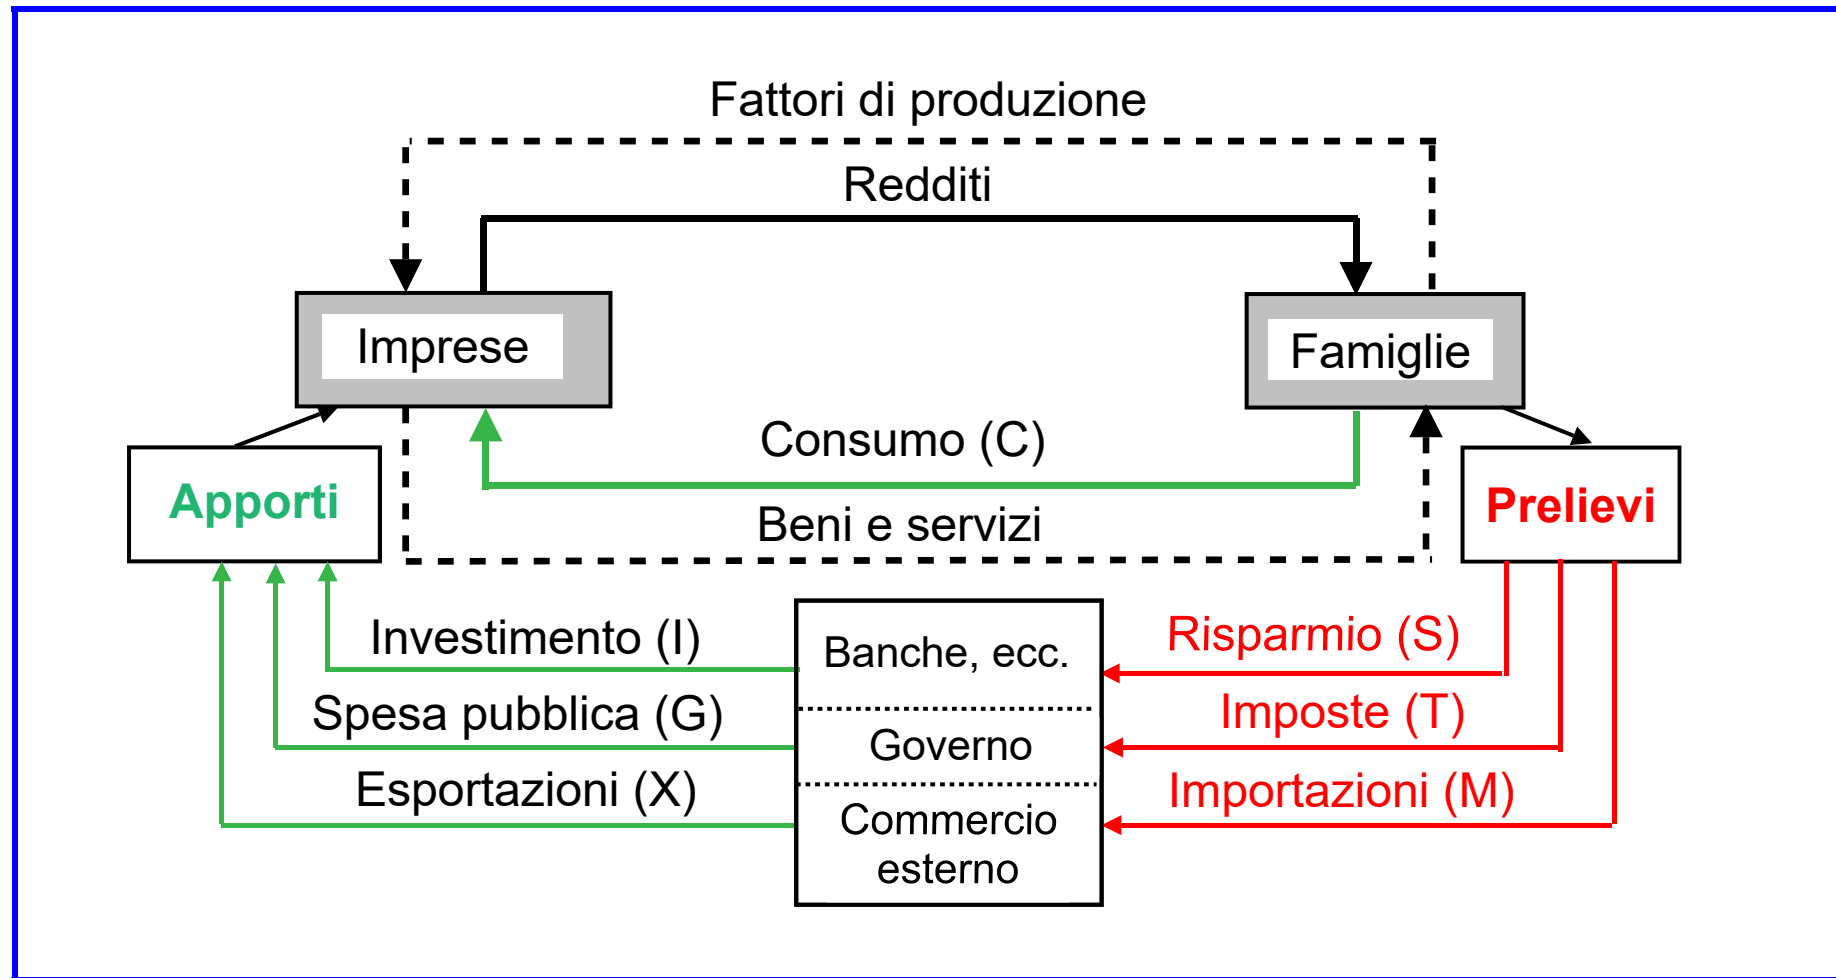 Fattori di produzione
Redditi
Imprese
Famiglie
Consumo (C)
Apporti
Prelievi
Beni e servizi
Investimento (I)
Banche, ecc.
Risparmio (S)
Spesa pubblica (G)
Governo
Imposte (T)
Esportazioni (X)
Commercio
esterno
Importazioni (M)